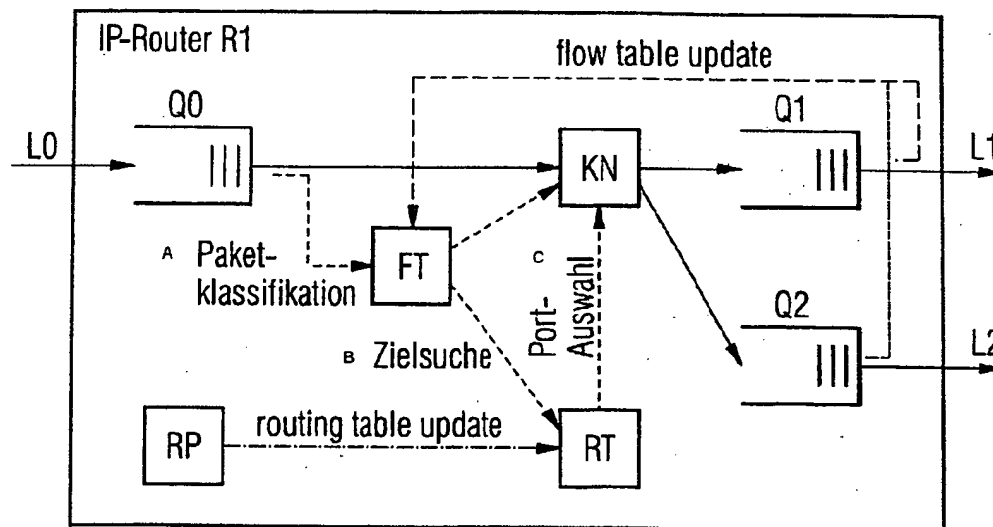 IP-Router R1
flow table update
Q0
Q1
L0
L1
KN
A Paket-
klassifikation
FT
C Port-
Auswahl
Q2
B Zielsuche
L2
routing table update
RP
RT